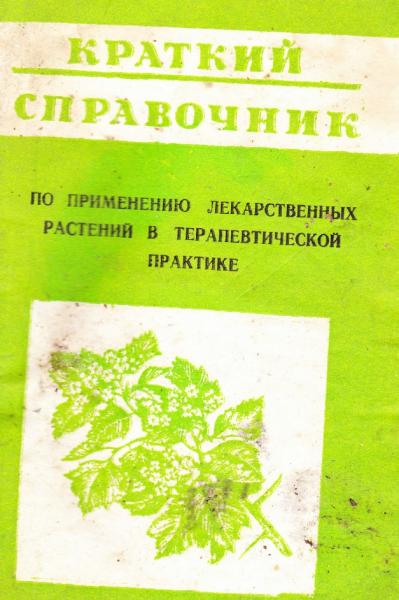 КРАТКИЙ
СПРАВОЧНИК
ПО ПРИМЕНЕНИЮ ЛЕКАРСТВЕННЫХ
РАСТЕНИЙ В ТЕРАПЕВТИЧЕСКОЙ
ПРАКТИКЕ